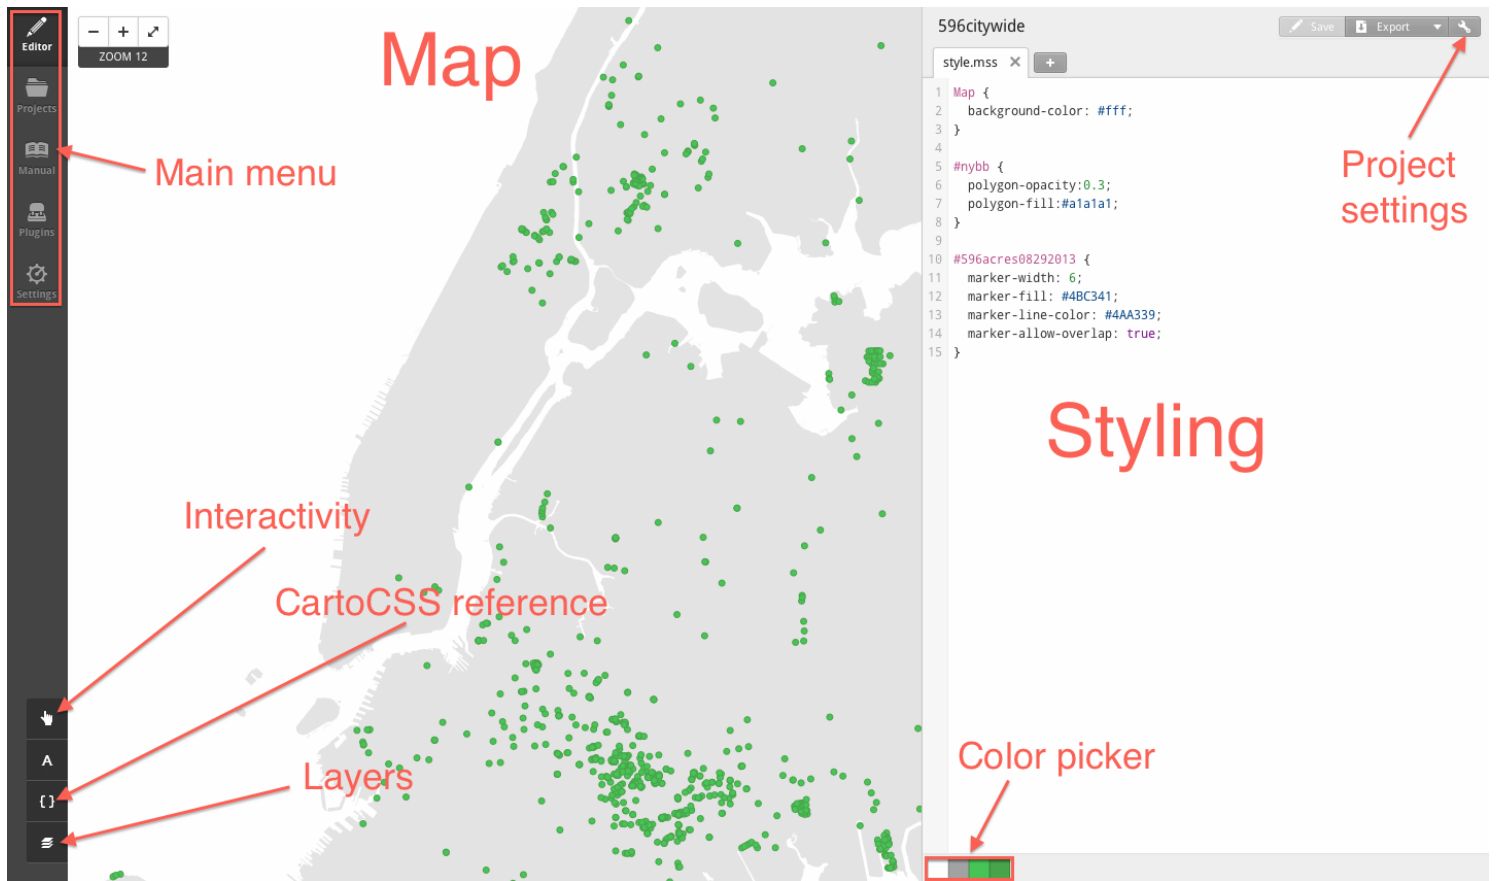 Editor
Projects
Manual
Plugins
Settings
ZOOM 12
Map
Main menu
Interactivity
CartoCSS reference
Layers
A
{ }
596citywide
Save
Export
style.mss
1 Map {
2 background-color: #fff;
3 }
4
5 #nybb {
6 polygon-opacity:0.3;
7 polygon-fill:#a1a1a1;
8 }
9
10 #596acres08292013 {
11 marker-width: 6;
12 marker-fill: #4BC341;
13 marker-line-color: #4AA339;
14 marker-allow-overlap: true;
15 }
Project
settings
Styling
Color picker